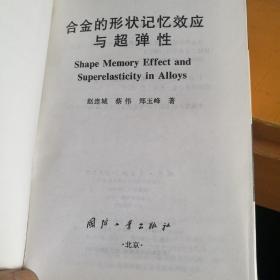 合金的形状记忆效应
与超弹性
Shape Memory Effect and
Superelasticity in Alloys
赵连城 蔡伟 郑玉峰 著
国防工业出版社
·北京·